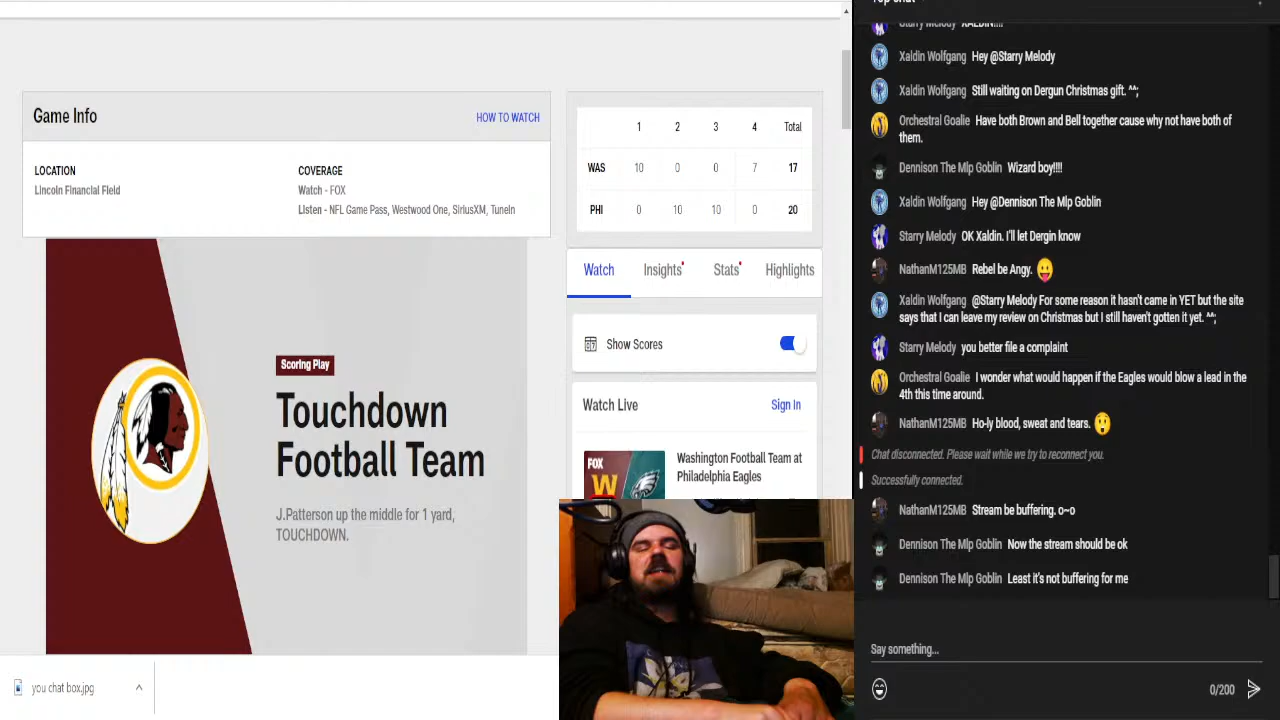 Game Info
HOW TO WATCH
LOCATION
Lincoln Financial Field
COVERAGE
Watch - FOX
Listen - NFL Game Pass, Westwood One, SiriusXM, TuneIn
1 2 3 4 Total
WAS 10 0 0 7 17
PHI 0 10 10 0 20
Watch Insights Stats Highlights
Show Scores
Watch Live
Sign In
FOX
W
Washington Football Team at
Philadelphia Eagles
Scoring Play
Touchdown
Football Team
J.Patterson up the middle for 1 yard,
TOUCHDOWN.
you chat box.jpg
Starry Melody XALDIN!!!!
Xaldin Wolfgang Hey @Starry Melody
Xaldin Wolfgang Still waiting on Dergun Christmas gift. ^^;
Orchestral Goalie Have both Brown and Bell together cause why not have both of
them.
Dennison The Mlp Goblin Wizard boy!!!!
Xaldin Wolfgang Hey @Dennison The Mlp Goblin
Starry Melody OK Xaldin. I'll let Dergin know
NathanM125MB Rebel be Angy. 😛
Xaldin Wolfgang @Starry Melody For some reason it hasn't came in YET but the site
says that I can leave my review on Christmas but I still haven't gotten it yet. ^^;
Starry Melody you better file a complaint
Orchestral Goalie I wonder what would happen if the Eagles would blow a lead in the
4th this time around.
NathanM125MB Ho-ly blood, sweat and tears. 😲
Chat disconnected. Please wait while we try to reconnect you.
Successfully connected.
NathanM125MB Stream be buffering. o~o
Dennison The Mlp Goblin Now the stream should be ok
Dennison The Mlp Goblin Least it's not buffering for me
Say something...
0/200